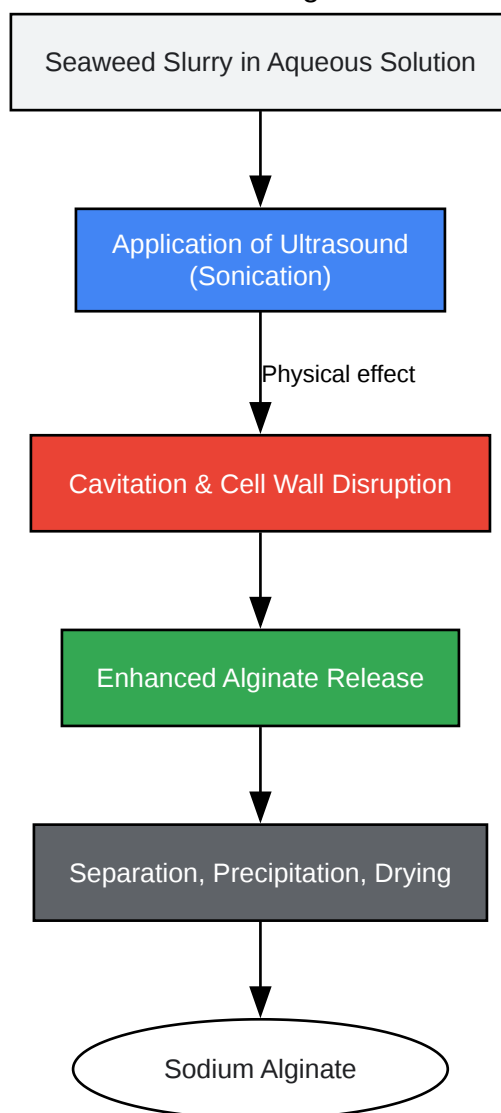 Seaweed Slurry in Aqueous Solution
Application of Ultrasound
(Sonication)
Physical effect
Cavitation & Cell Wall Disruption
Enhanced Alginate Release
Separation, Precipitation, Drying
Sodium Alginate